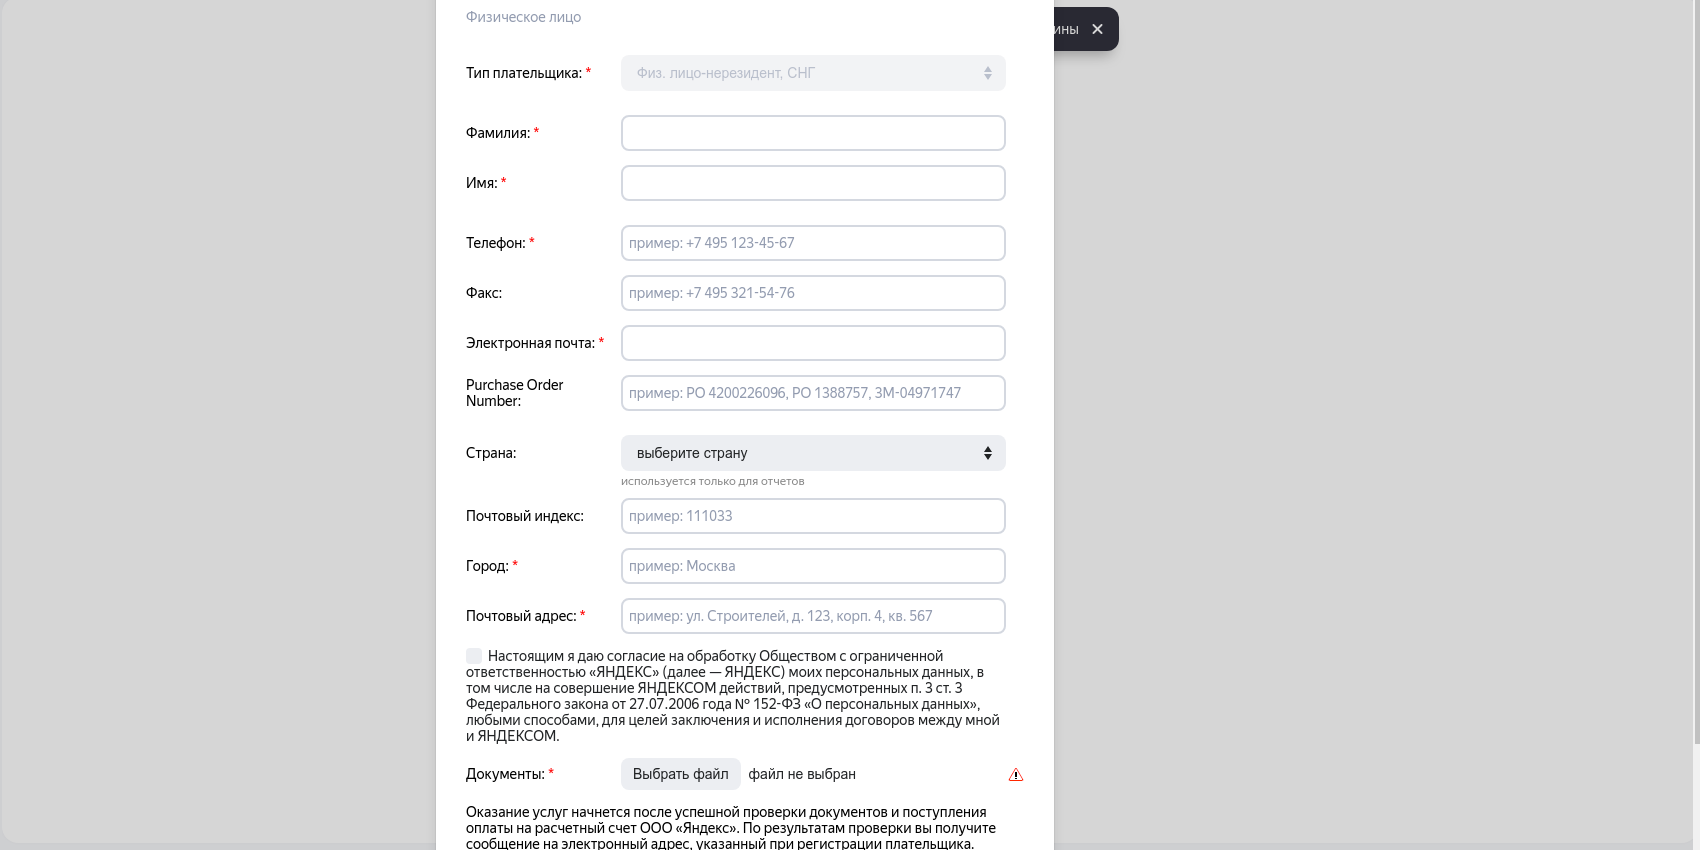 Физическое лицо
ины
Тип плательщика: *
Физ. лицо-нерезидент, СНГ
Фамилия: *
Имя: *
Телефон: *
пример: +7 495 123-45-67
Факс:
пример: +7 495 321-54-76
Электронная почта: *
Purchase Order
Number:
пример: PO 4200226096, PO 1388757, ЗМ-04971747
Страна:
выберите страну
используется только для отчетов
Почтовый индекс:
пример: 111033
Город: *
пример: Москва
Почтовый адрес: *
пример: ул. Строителей, д. 123, корп. 4, кв. 567
Настоящим я даю согласие на обработку Обществом с ограниченной
ответственностью «ЯНДЕКС» (далее — ЯНДЕКС) моих персональных данных, в
том числе на совершение ЯНДЕКСОМ действий, предусмотренных п. 3 ст. 3
Федерального закона от 27.07.2006 года № 152-ФЗ «О персональных данных»,
любыми способами, для целей заключения и исполнения договоров между мной
и ЯНДЕКСОМ.
Документы: *
Выбрать файл
файл не выбран
Оказание услуг начнется после успешной проверки документов и поступления
оплаты на расчетный счет ООО «Яндекс». По результатам проверки вы получите
сообщение на электронный адрес, указанный при регистрации плательщика.